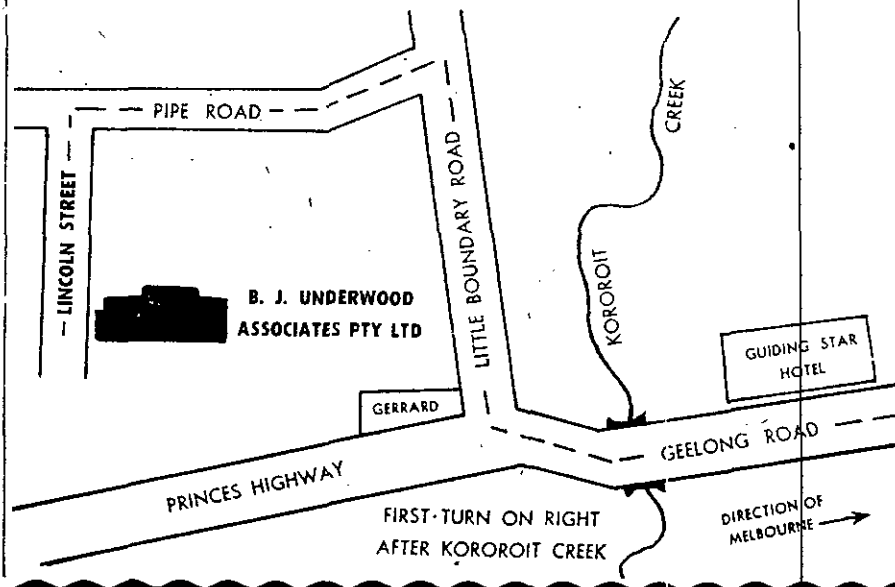 PIPE ROAD
LINCOLN STREET
B. J. UNDERWOOD
ASSOCIATES PTY LTD
LITTLE BOUNDARY ROAD
KOROROIT
CREEK
GUIDING STAR
HOTEL
GERRARD
GEELONG ROAD
PRINCES HIGHWAY
FIRST TURN ON RIGHT
AFTER KOROROIT CREEK
DIRECTION OF
MELBOURNE